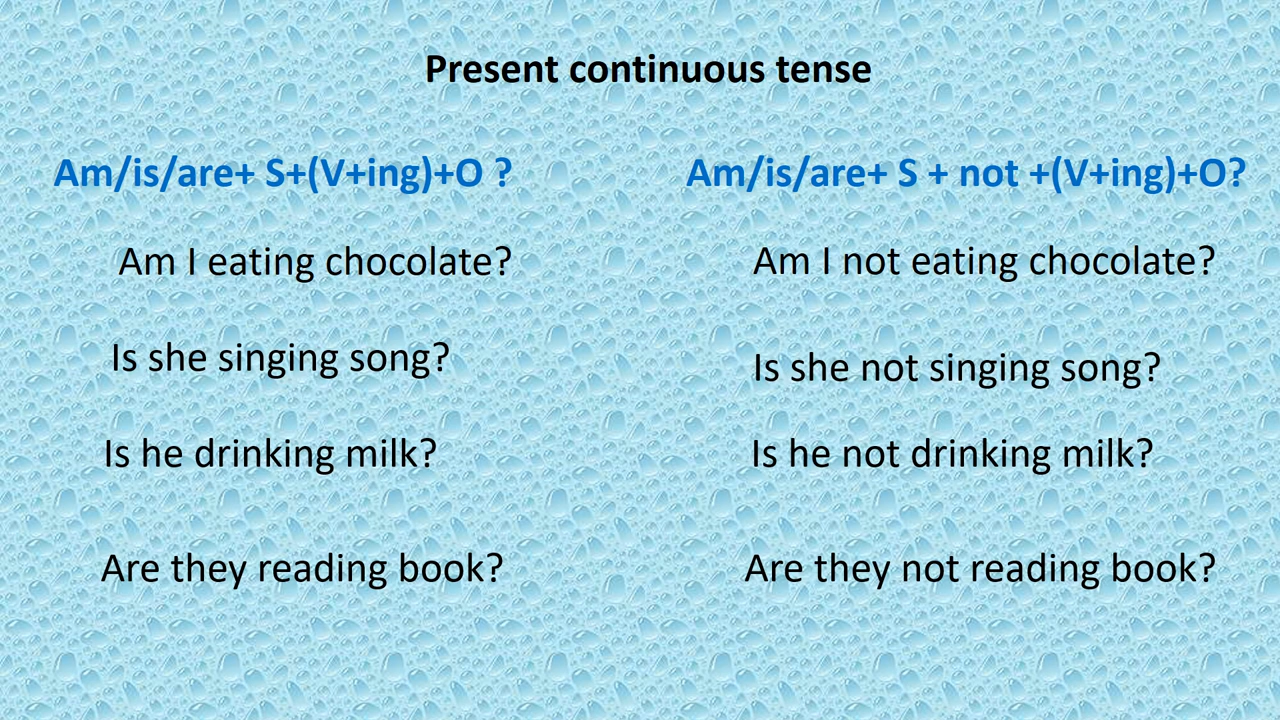 Present continuous tense
Am/is/are+ S+(V+ing)+O ?
Am I eating chocolate?
Is she singing song?
Is he drinking milk?
Are they reading book?
Am/is/are+ S + not +(V+ing)+O?
Am I not eating chocolate?
Is she not singing song?
Is he not drinking milk?
Are they not reading book?